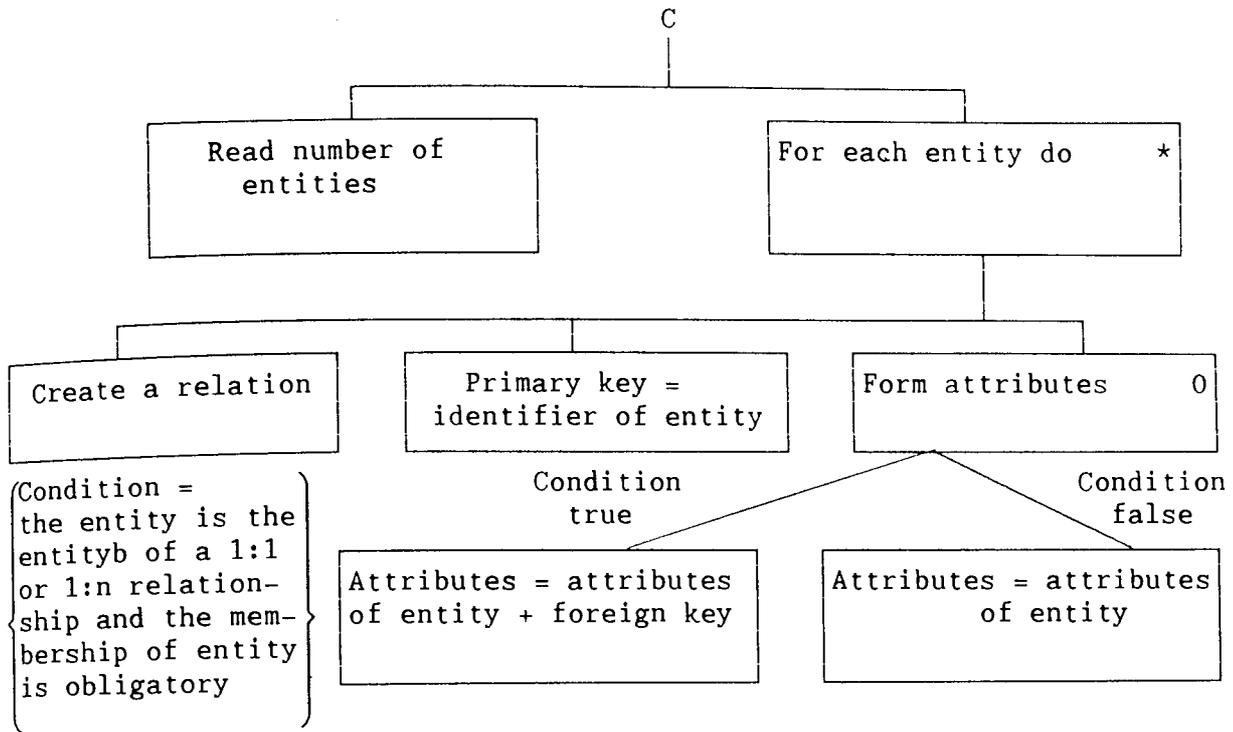 C
Read number of
entities
For each entity do *
Create a relation
Primary key =
identifier of entity
Form attributes O
Condition =
the entity is the
entityb of a 1:1
or 1:n relation-
ship and the mem-
bership of entity
is obligatory
Condition
true
Condition
false
Attributes = attributes
of entity + foreign key
Attributes = attributes
of entity